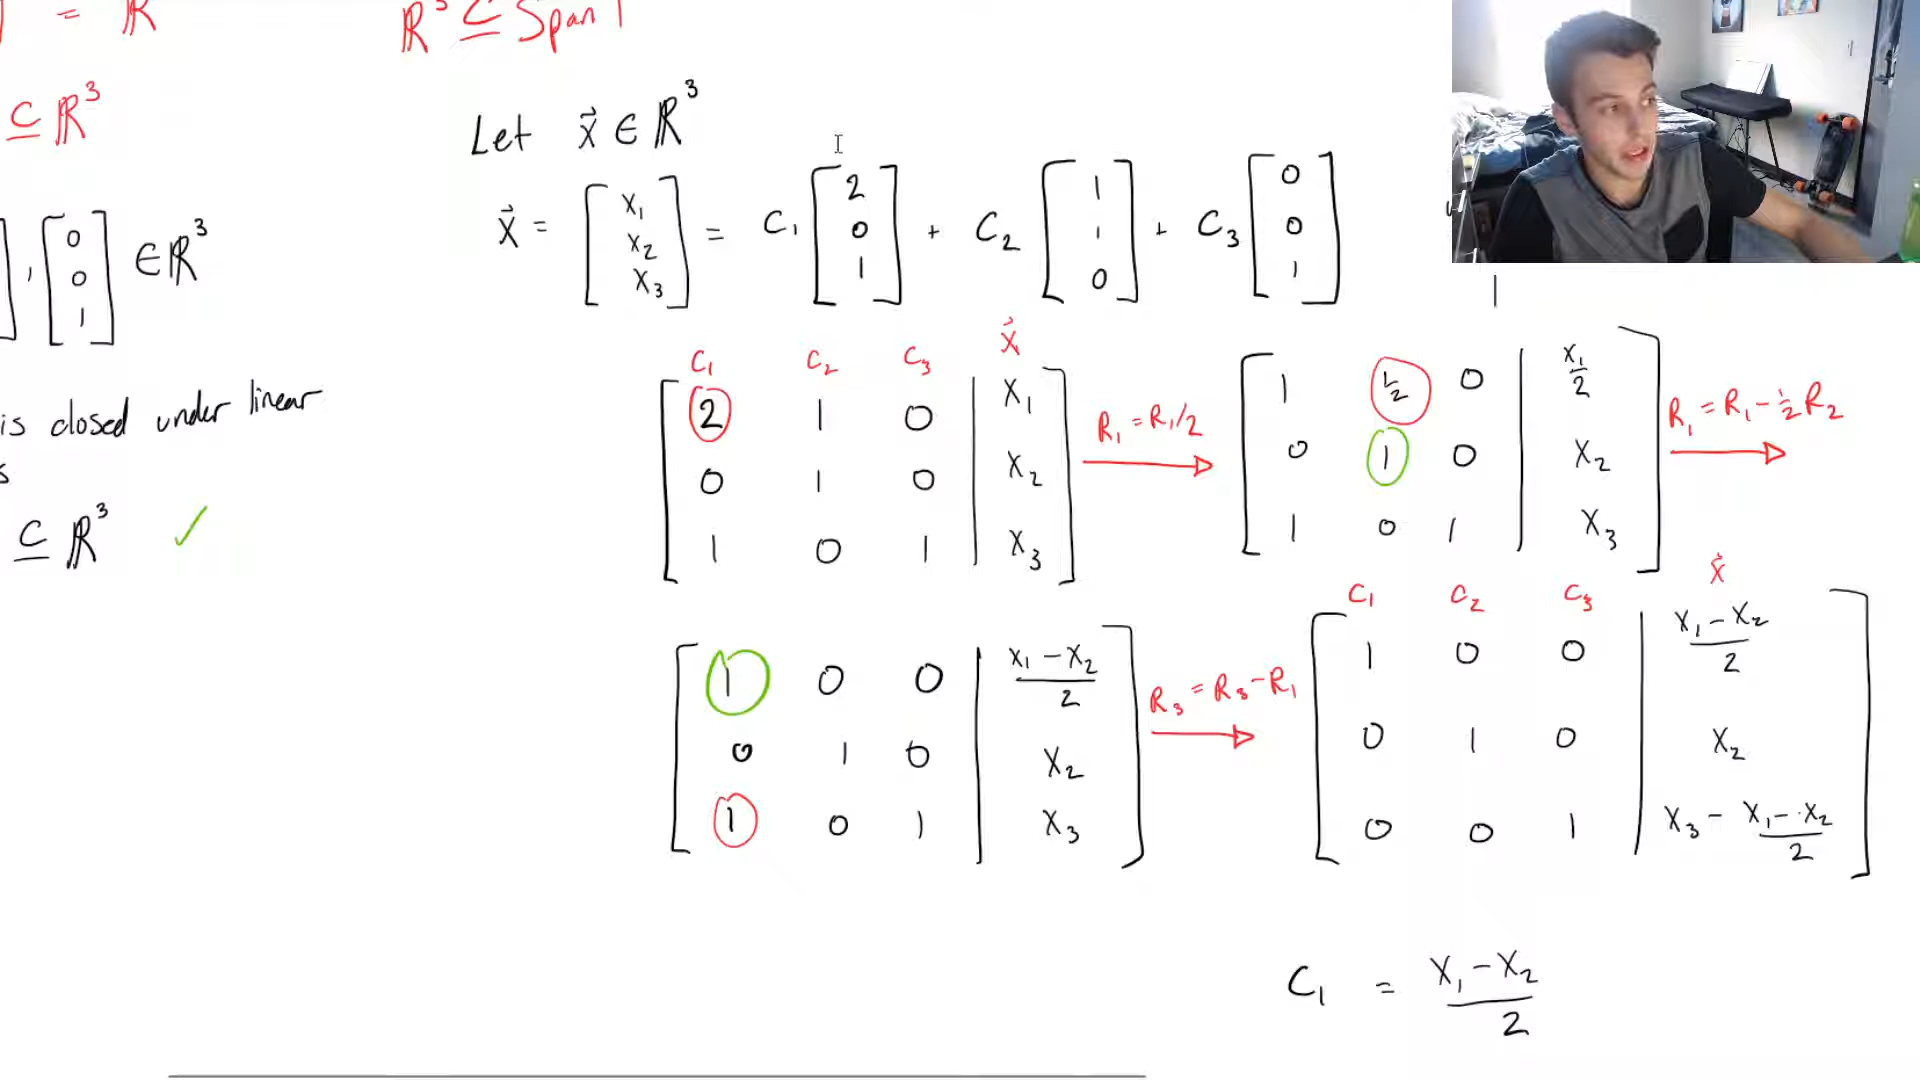 = ℝ
ℝ³ ⊆ Span
⊆ ℝ³
, [0 0 1] ∈ ℝ³
is closed under linear
s
⊆ ℝ³ ✓
Let x⃗ ∈ ℝ³
x⃗ = [x₁ x₂ x₃] = C₁ [2 0 1] + C₂ [1 1 0] + C₃ [0 0 1]
C₁ C₂ C₃ x⃗
2 1 0 | x₁
0 1 0 | x₂
1 0 1 | x₃
R₁ = R₁/2
1 ½ 0 | x₁/2
0 1 0 | x₂
1 0 1 | x₃
R₁ = R₁ - ½ R₂
1 0 0 | (x₁ - x₂)/2
0 1 0 | x₂
1 0 1 | x₃
R₃ = R₃ - R₁
C₁ C₂ C₃ x⃗
1 0 0 | (x₁ - x₂)/2
0 1 0 | x₂
0 0 1 | x₃ - (x₁ - x₂)/2
C₁ = (x₁ - x₂)/2